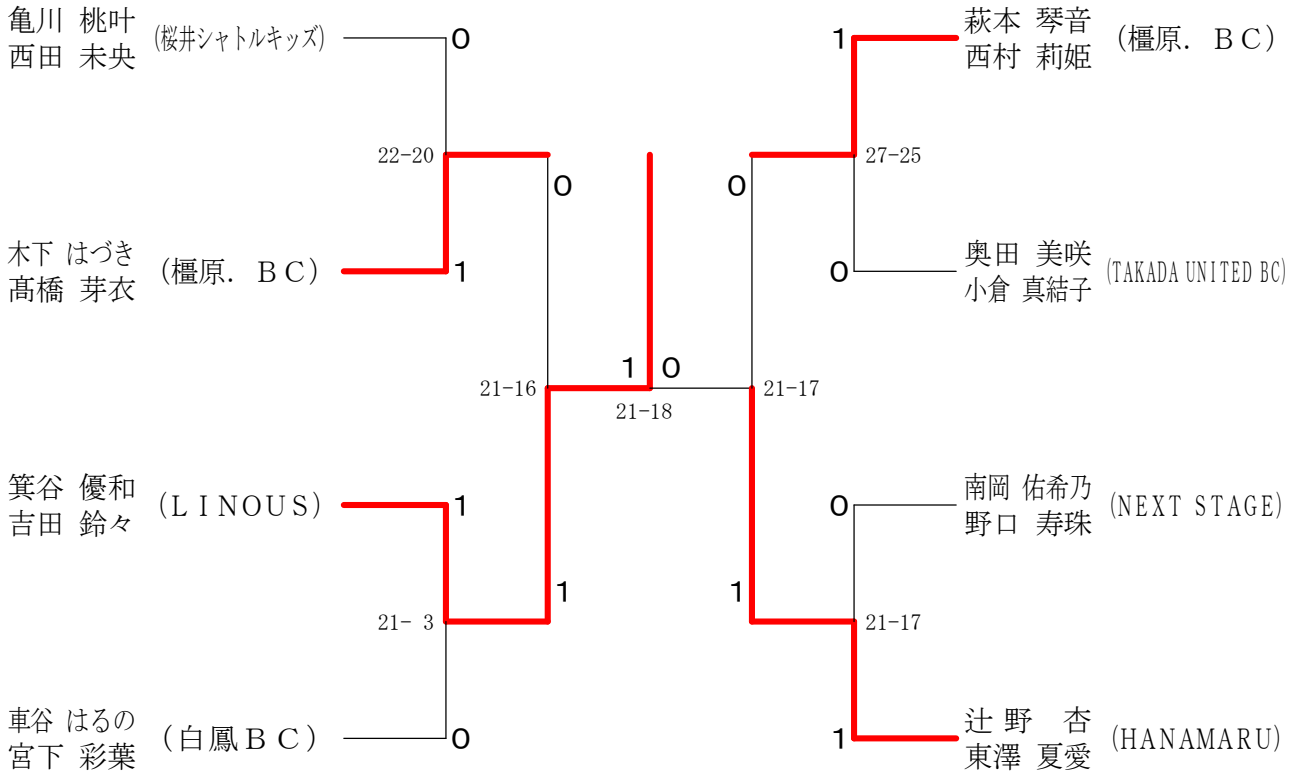 亀川 桃叶
西田 未央
(桜井シャトルキッズ)
0
22-20
木下 はづき
髙橋 芽衣
(橿原．ＢＣ)
1
0
21-16
箕谷 優和
吉田 鈴々
(ＬＩＮＯＵＳ)
1
21- 3
1
車谷 はるの
宮下 彩葉
(白鳳ＢＣ)
0
1 0
21-18
1
萩本 琴音
西村 莉姫
(橿原．ＢＣ)
27-25
0
奥田 美咲
小倉 真結子
(TAKADA UNITED BC)
0
21-17
0
南岡 佑希乃
野口 寿珠
(NEXT STAGE)
1
21-17
1
辻野 杏
東澤 夏愛
(HANAMARU)